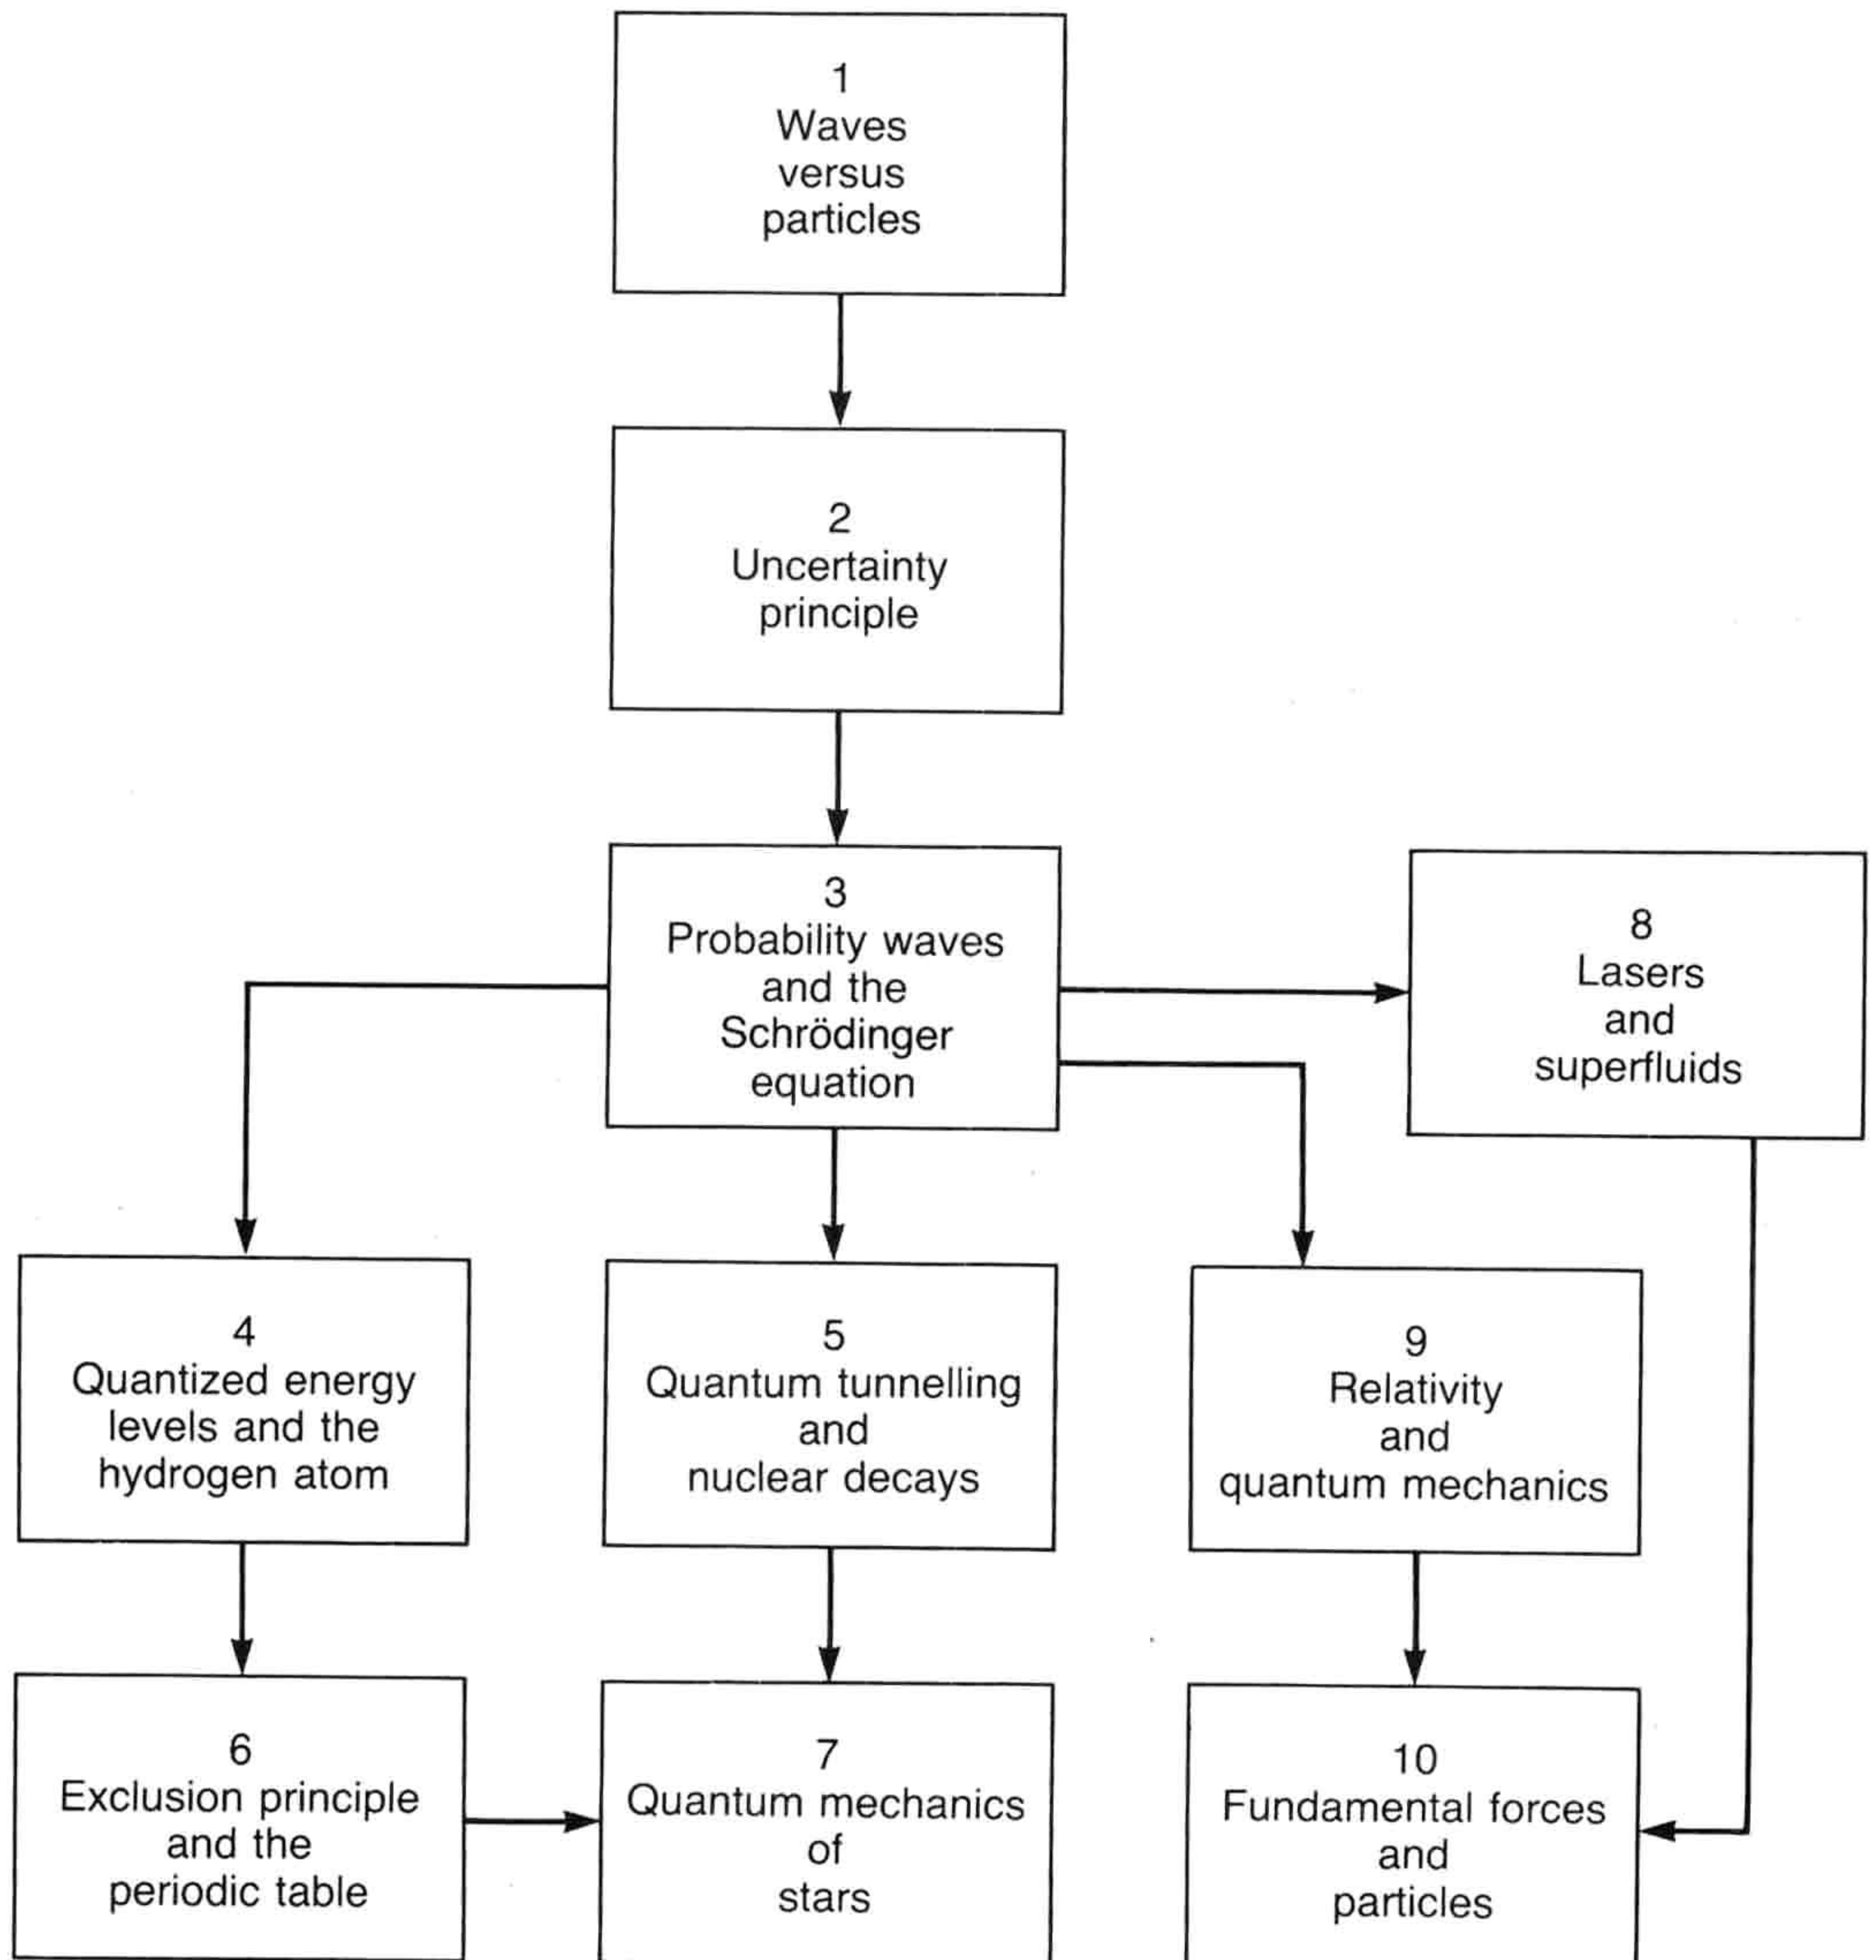 1
Waves
versus
particles
2
Uncertainty
principle
3
Probability waves
and the
Schrödinger
equation
8
Lasers
and
superfluids
4
Quantized energy
levels and the
hydrogen atom
5
Quantum tunnelling
and
nuclear decays
9
Relativity
and
quantum mechanics
6
Exclusion principle
and the
periodic table
7
Quantum mechanics
of
stars
10
Fundamental forces
and
particles